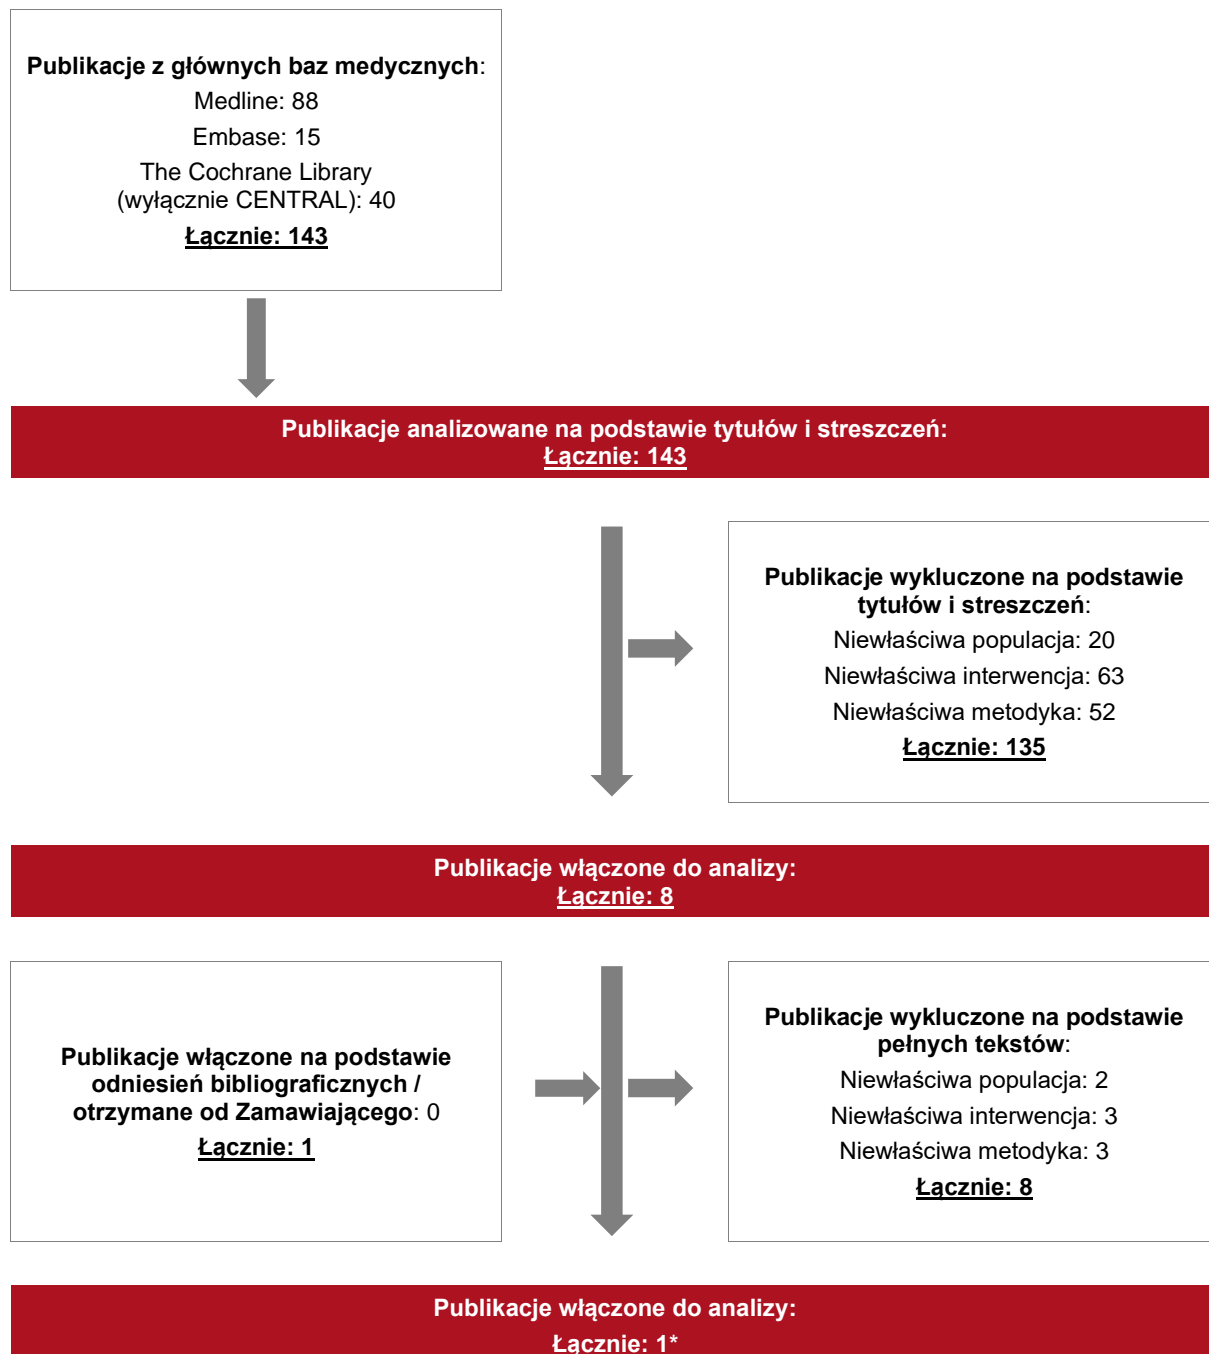 Publikacje z głównych baz medycznych:
Medline: 88
Embase: 15
The Cochrane Library
(wyłącznie CENTRAL): 40
Łącznie: 143
Publikacje analizowane na podstawie tytułów i streszczeń:
Łącznie: 143
Publikacje wykluczone na podstawie
tytułów i streszczeń:
Niewłaściwa populacja: 20
Niewłaściwa interwencja: 63
Niewłaściwa metodyka: 52
Łącznie: 135
Publikacje włączone do analizy:
Łącznie: 8
Publikacje włączone na podstawie
odniesień bibliograficznych /
otrzymane od Zamawiającego: 0
Łącznie: 1
Publikacje wykluczone na podstawie
pełnych tekstów:
Niewłaściwa populacja: 2
Niewłaściwa interwencja: 3
Niewłaściwa metodyka: 3
Łącznie: 8
Publikacje włączone do analizy:
Łącznie: 1*